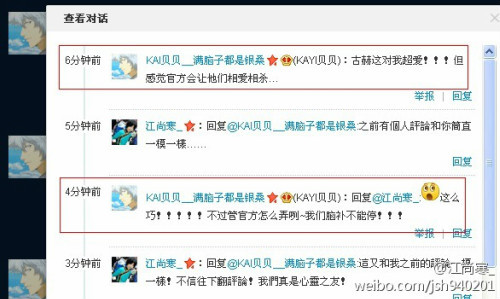 查看对话
6分钟前
KAI贝贝__满脑子都是银桑(KAYI贝贝)：古赫这对我超爱！！！但
感觉官方会让他们相爱相杀…
举报 | 回复
5分钟前
江尚寒_：回复@KAI贝贝__满脑子都是银桑:之前有個人評論和你簡直
一模一樣……
回复
4分钟前
KAI贝贝__满脑子都是银桑(KAYI贝贝)：回复@江尚寒_:这么
巧！！！！！不过管官方怎么弄咧~我们脑补不能停！！！
举报 | 回复
3分钟前
江尚寒_：回复@KAI贝贝__满脑子都是银桑:這又和我之前的評論一模
一樣！不信往下翻評論！我們真是心靈之友！
@江尚寒_
weibo.com/jsh940201